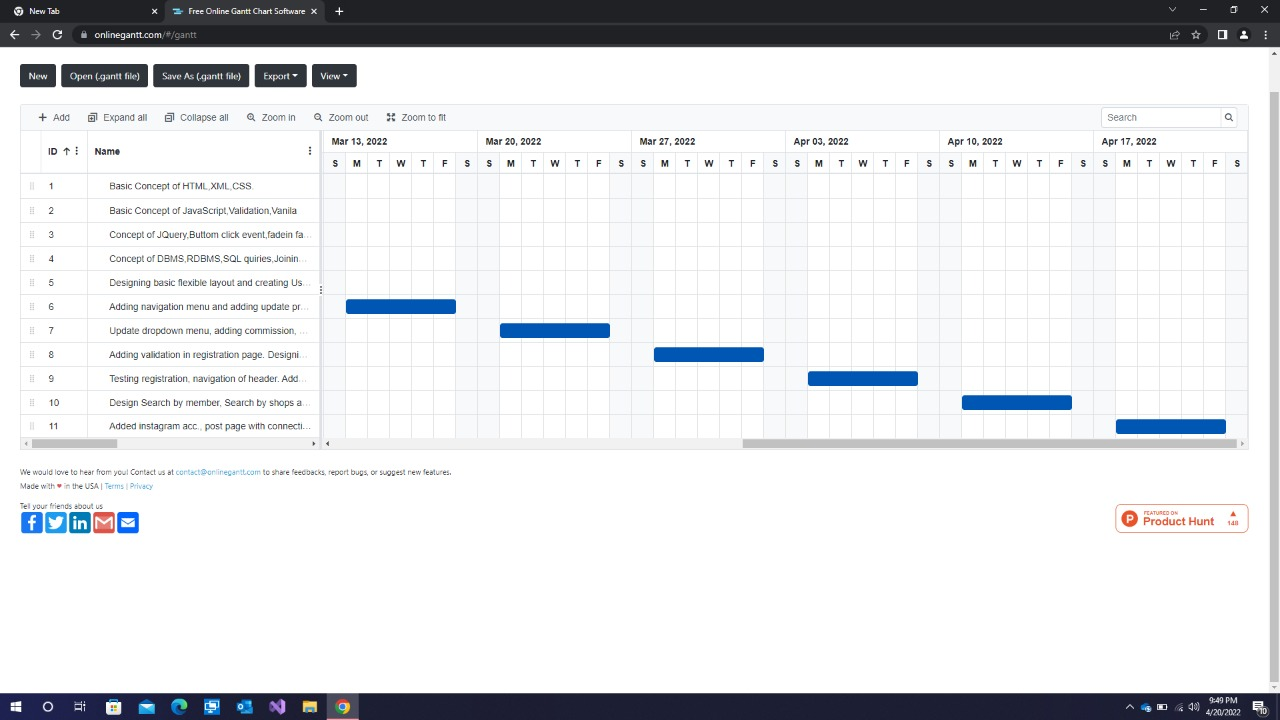 New Tab
Free Online Gantt Chart Software
onlinegantt.com/#/gantt
New Open (.gantt file) Save As (.gantt file) Export View
Add Expand all Collapse all Zoom in Zoom out Zoom to fit Search
ID Name Mar 13, 2022 Mar 20, 2022 Mar 27, 2022 Apr 03, 2022 Apr 10, 2022 Apr 17, 2022
S M T W T F S S M T W T F S S M T W T F S S M T W T F S S M T W T F S S M T W T F S
1 Basic Concept of HTML,XML,CSS.
2 Basic Concept of JavaScript,Validation,Vanila
3 Concept of JQuery,Buttom click event,fadein fa...
4 Concept of DBMS,RDBMS,SQL quiries,Joinin...
5 Designing basic flexible layout and creating Us...
6 Adding navigation menu and adding update pr...
7 Update dropdown menu, adding commission, ...
8 Adding validation in registration page. Designi...
9 Testing registration, navigation of header. Add...
10 Design Search by member, Search by shops a...
11 Added instagram acc., post page with connecti...
We would love to hear from you! Contact us at contact@onlinegantt.com to share feedbacks, report bugs, or suggest new features.
Made with ♥ in the USA | Terms | Privacy
Tell your friends about us
FEATURED ON
Product Hunt
148
9:49 PM
4/20/2022
10